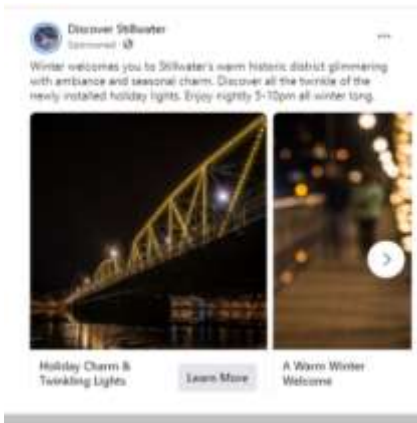 Discover Stillwater
Sponsored ·
Winter welcomes you to Stillwater's warm historic district glimmering
with ambiance and seasonal charm. Discover all the twinkle of the
newly installed holiday lights. Enjoy nightly 5-10pm all winter long.
Holiday Charm &
Twinkling Lights
Learn More
A Warm Winter
Welcome